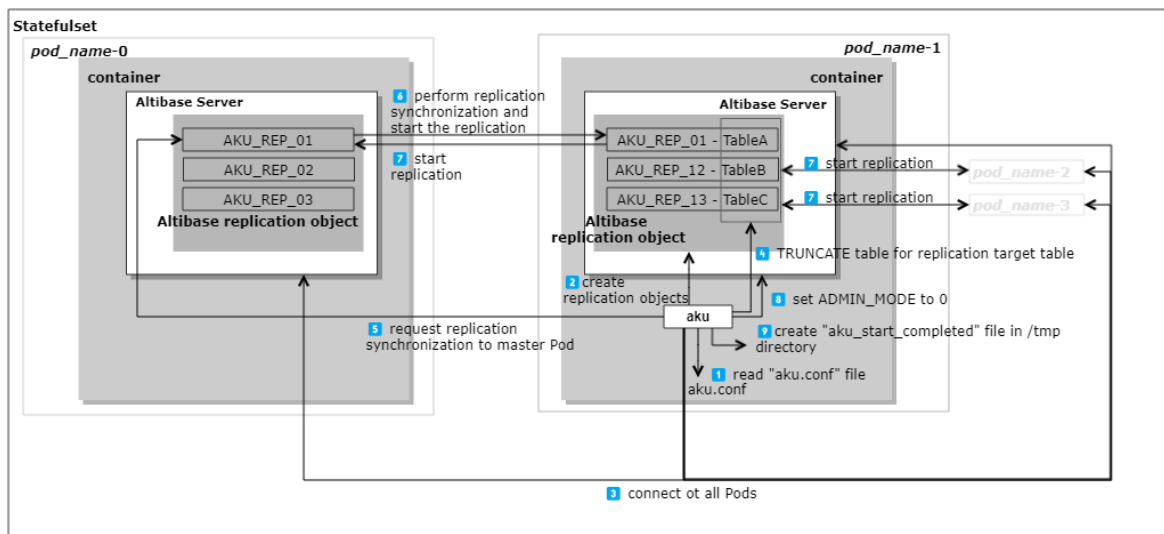 Statefulset
pod_name-0
container
Altibase Server
AKU_REP_01
AKU_REP_02
AKU_REP_03
Altibase replication object
6 perform replication
synchronization and
start the replication
7 start
replication
pod_name-1
container
Altibase Server
AKU_REP_01 - TableA
AKU_REP_12 - TableB
AKU_REP_13 - TableC
Altibase
replication object
7 start replication
pod_name-2
7 start replication
pod_name-3
4 TRUNCATE table for replication target table
2 create
replication objects
8 set ADMIN_MODE to 0
aku
5 request replication
synchronization to master Pod
9 create "aku_start_completed" file in /tmp
directory
1 read "aku.conf" file
aku.conf
3 connect ot all Pods